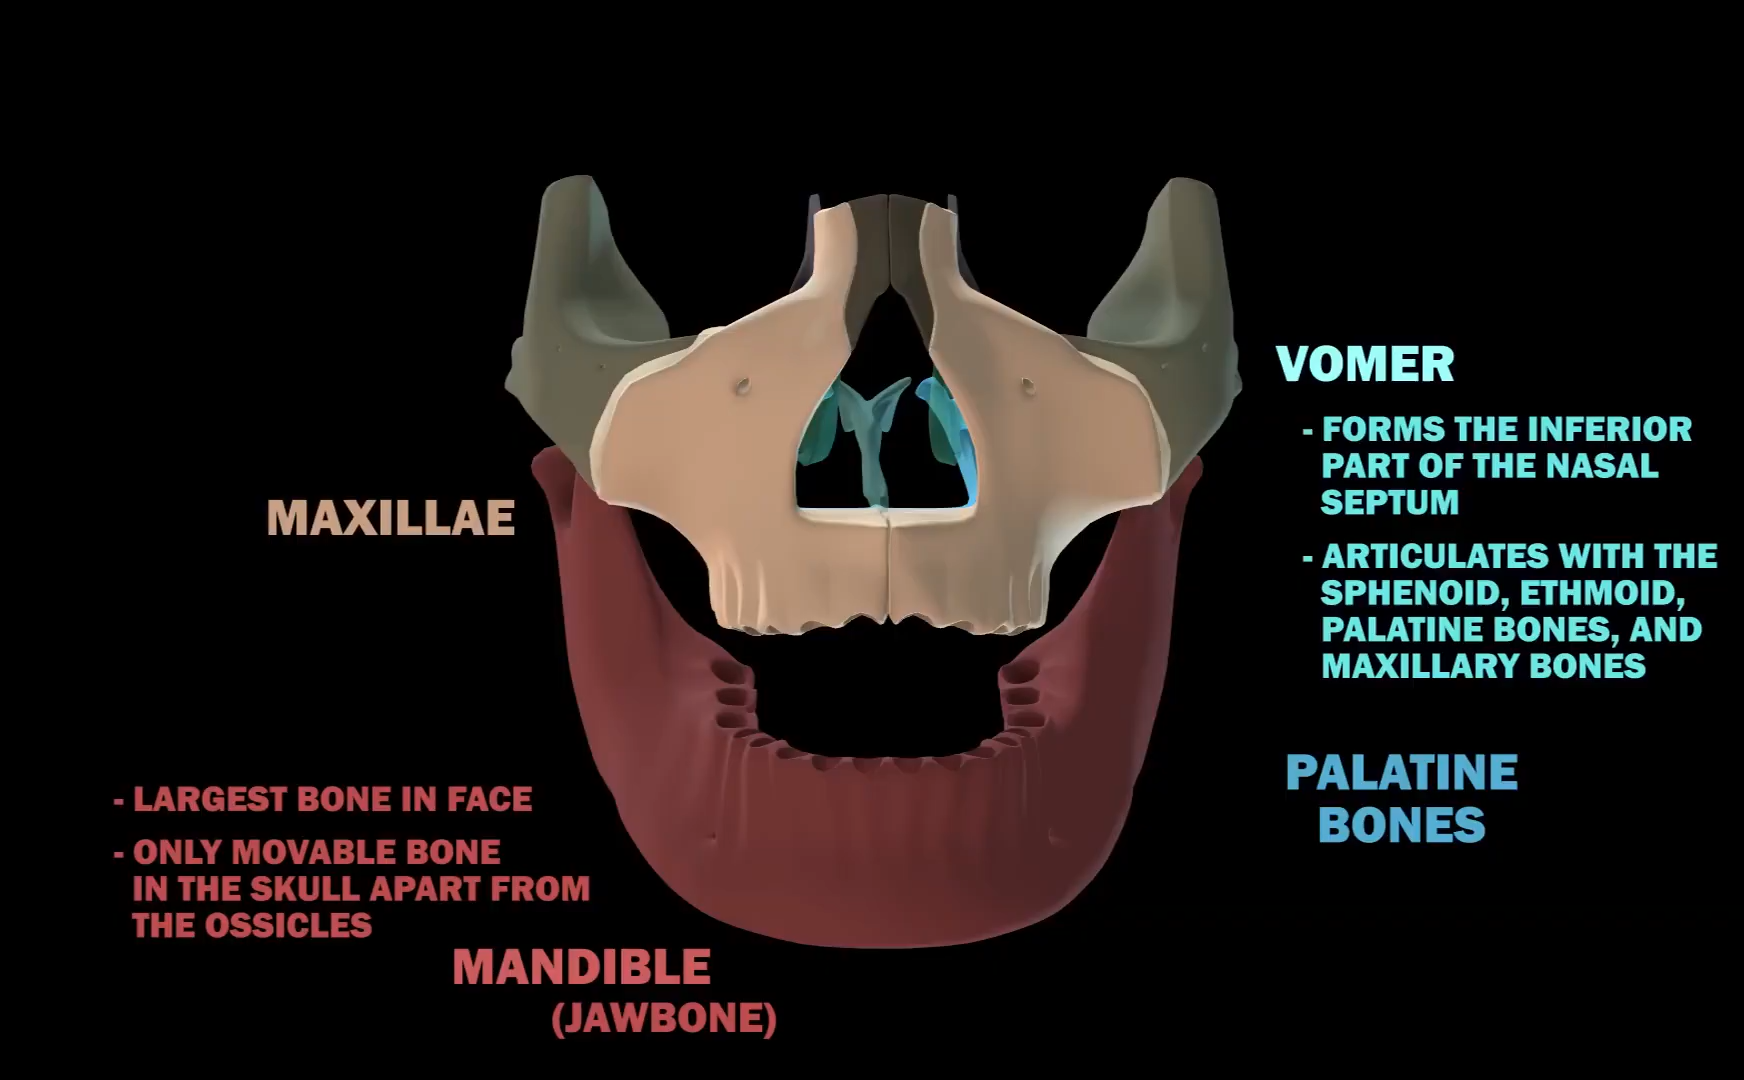 MAXILLAE
- LARGEST BONE IN FACE
- ONLY MOVABLE BONE
IN THE SKULL APART FROM
THE OSSICLES
MANDIBLE
(JAWBONE)
VOMER
- FORMS THE INFERIOR
PART OF THE NASAL
SEPTUM
- ARTICULATES WITH THE
SPHENOID, ETHMOID,
PALATINE BONES, AND
MAXILLARY BONES
PALATINE
BONES